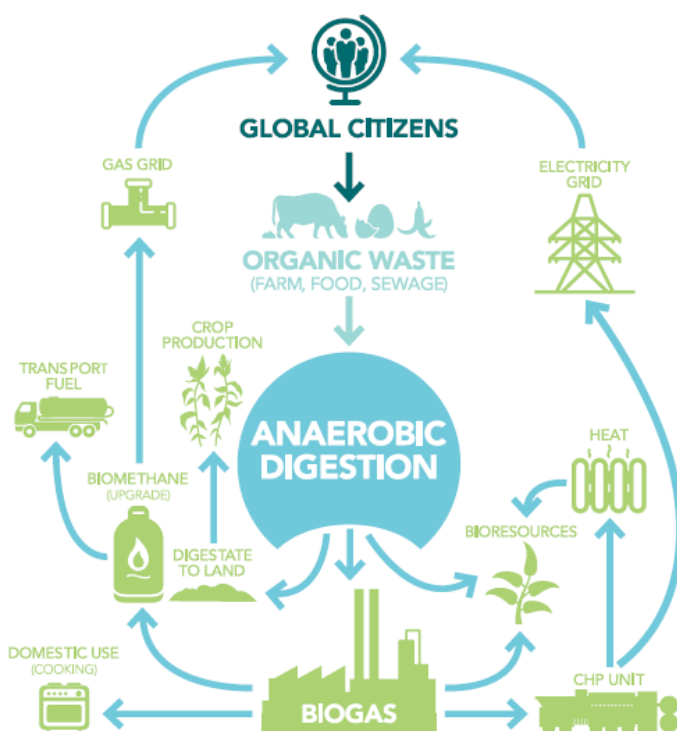 GLOBAL CITIZENS
GAS GRID
ELECTRICITY
GRID
ORGANIC WASTE
(FARM, FOOD, SEWAGE)
CROP
PRODUCTION
TRANSPORT
FUEL
ANAEROBIC
DIGESTION
HEAT
BIOMETHANE
(UPGRADE)
BIORESOURCES
DIGESTATE
TO LAND
DOMESTIC USE
(COOKING)
CHP UNIT
BIOGAS